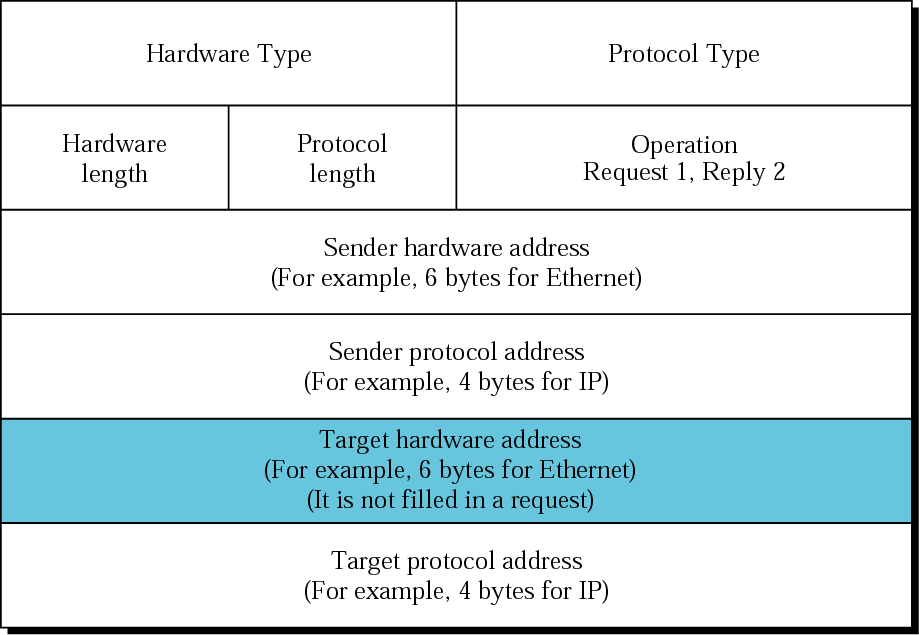 Hardware Type
Protocol Type
Hardware
length
Protocol
length
Operation
Request 1, Reply 2
Sender hardware address
(For example, 6 bytes for Ethernet)
Sender protocol address
(For example, 4 bytes for IP)
Target hardware address
(For example, 6 bytes for Ethernet)
(It is not filled in a request)
Target protocol address
(For example, 4 bytes for IP)